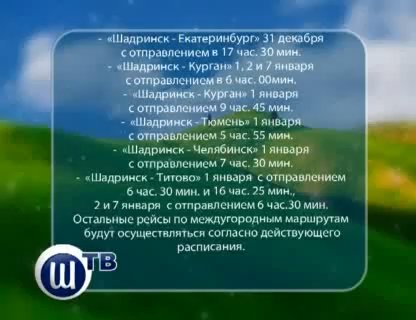 - «Шадринск - Екатеринбург» 31 декабря
с отправлением в 17 час. 30 мин.
- «Шадринск - Курган» 1, 2 и 7 января
с отправлением в 6 час. 00мин.
- «Шадринск - Курган» 1 января
с отправлением 9 час. 45 мин.
- «Шадринск - Тюмень» 1 января
с отправлением 5 час. 55 мин.
- «Шадринск - Челябинск» 1 января
с отправлением 7 час. 30 мин.
- «Шадринск - Титово» 1 января с отправлением
6 час. 30 мин. и 16 час. 25 мин.,
2 и 7 января с отправлением 6 час.30 мин.
Остальные рейсы по междугородным маршрутам
будут осуществляться согласно действующего
расписания.
Ш ТВ